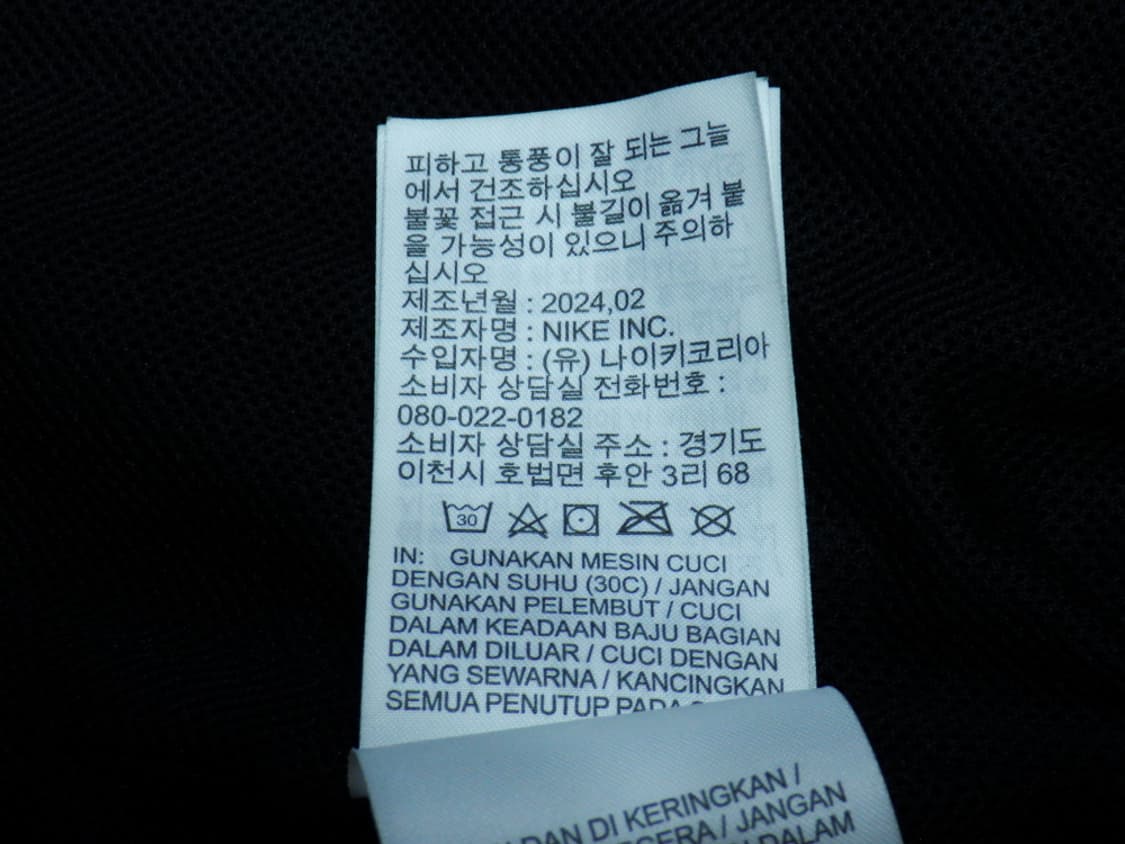 피하고 통풍이 잘 되는 그늘
에서 건조하십시오
불꽃 접근 시 불길이 옮겨 붙
을 가능성이 있으니 주의하
십시오
제조년월 : 2024,02
제조자명 : NIKE INC.
수입자명 : (유) 나이키코리아
소비자 상담실 전화번호 :
080-022-0182
소비자 상담실 주소 : 경기도
이천시 호법면 후안 3리 68
30
IN: GUNAKAN MESIN CUCI
DENGAN SUHU (30C) / JANGAN
GUNAKAN PELEMBUT / CUCI
DALAM KEADAAN BAJU BAGIAN
DALAM DILUAR / CUCI DENGAN
YANG SEWARNA / KANCINGKAN
SEMUA PENUTUP PADA
DAN DI KERINGKAN /
/ JANGAN
DALAM